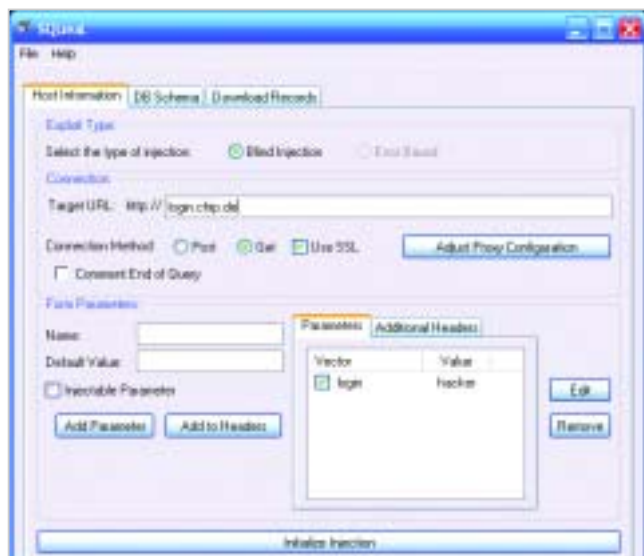 SQueaL
File Help
Host Information DB Schema Download Records
Exploit Type:
Select the type of injection: Blind Injection Error Based
Connection
Target URL: http:// login.chip.de
Connection Method: Post Get Use SSL Adjust Proxy Configuration
Comment End of Query
Form Parameters
Parameters Additional Headers
Name:
Default Value:
Vector Value
Injectable Parameter
login hacker
Edit
Add Parameter Add to Headers
Remove
Initialize Injection